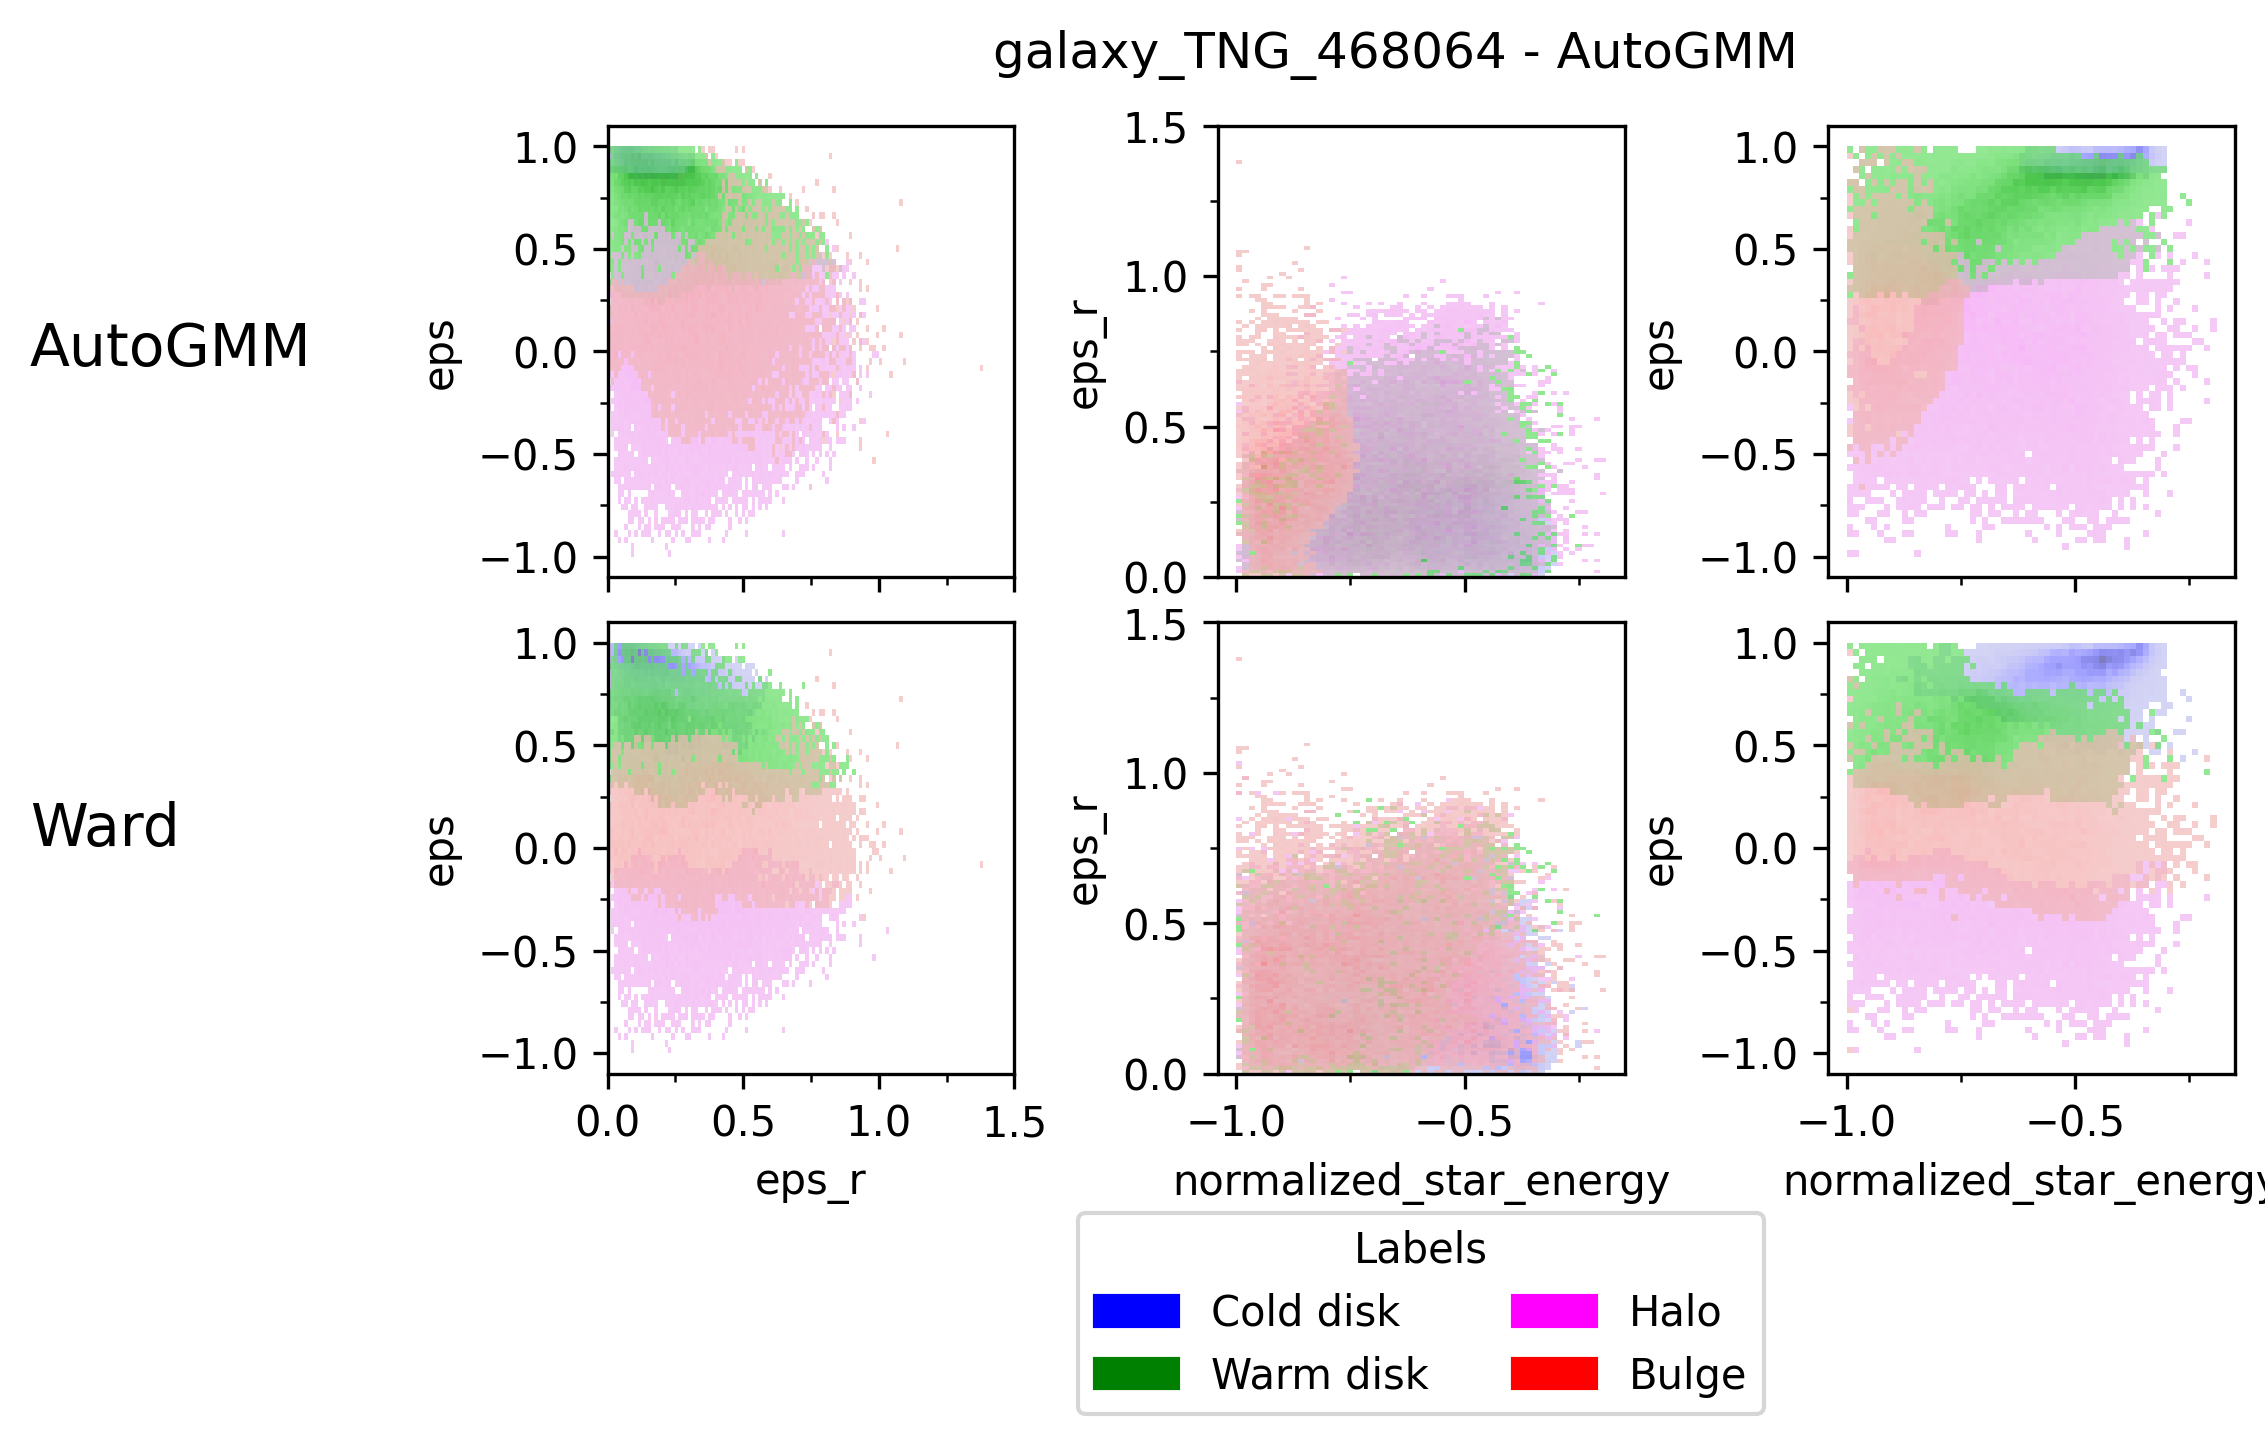 galaxy_TNG_468064 - AutoGMM
AutoGMM
eps
1.0
0.5
0.0
−0.5
−1.0
eps_r
1.5
1.0
0.5
0.0
eps
1.0
0.5
0.0
−0.5
−1.0
Ward
eps
1.0
0.5
0.0
−0.5
−1.0
0.0 0.5 1.0 1.5
eps_r
eps_r
1.5
1.0
0.5
0.0
−1.0 −0.5
normalized_star_energy
eps
1.0
0.5
0.0
−0.5
−1.0
−1.0 −0.5
normalized_star_energy
Labels
Cold disk
Warm disk
Halo
Bulge